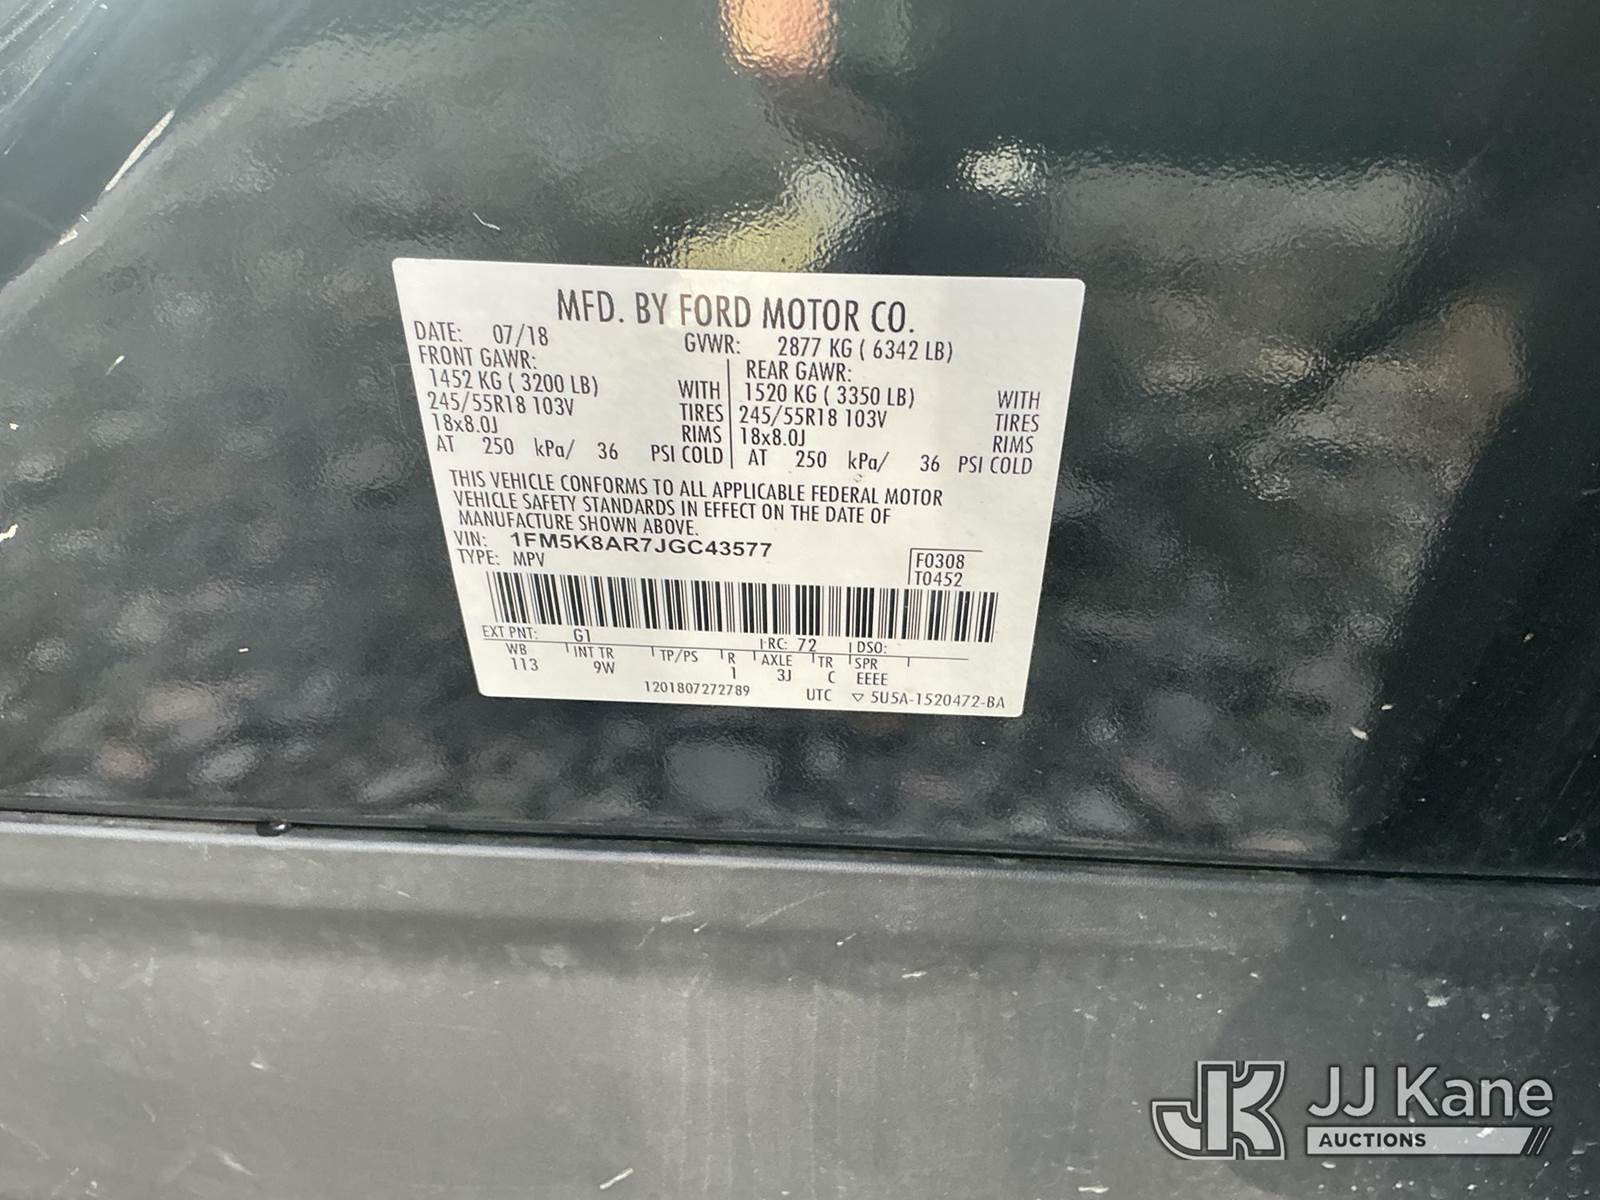 MFD. BY FORD MOTOR CO.
DATE: 07/18 GVWR: 2877 KG ( 6342 LB)
FRONT GAWR: REAR GAWR:
1452 KG ( 3200 LB) WITH 1520 KG ( 3350 LB) WITH
245/55R18 103V TIRES 245/55R18 103V TIRES
18x8.0J RIMS 18x8.0J RIMS
AT 250 kPa/ 36 PSI COLD AT 250 kPa/ 36 PSI COLD
THIS VEHICLE CONFORMS TO ALL APPLICABLE FEDERAL MOTOR
VEHICLE SAFETY STANDARDS IN EFFECT ON THE DATE OF
MANUFACTURE SHOWN ABOVE.
VIN: 1FM5K8AR7JGC43577
TYPE: MPV
F0308
T0452
EXT PNT: G1 RC: 72 DSO:
WB INT TR TP/PS R AXLE TR SPR
113 9W 1 3J C EEEE
1201807272789 UTC ▽ 5U5A-1520472-BA
JK JJ Kane
AUCTIONS